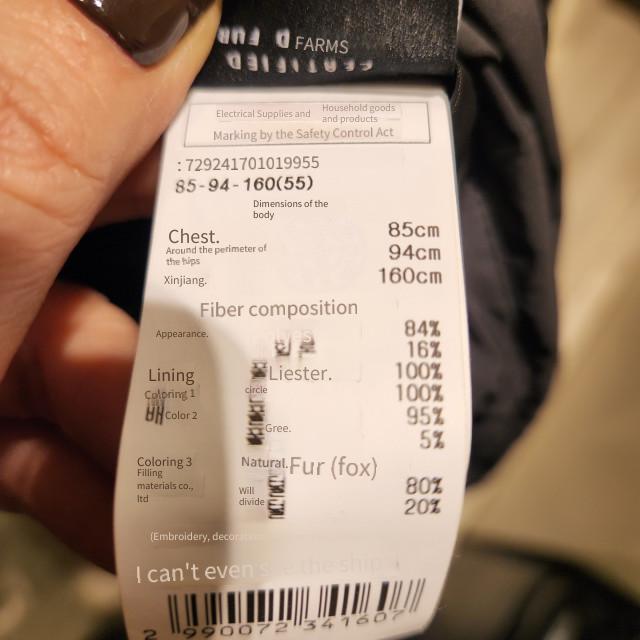 FARMS
CERTIFIED FUR
Electrical Supplies and Household goods and products
Marking by the Safety Control Act
: 729241701019955
85-94-160(55)
Dimensions of the
body
Chest. 85cm
Around the perimeter of
the hips 94cm
Xinjiang. 160cm
Fiber composition
Appearance. 84%
16%
Lining Liester. 100%
Coloring 1 circle 100%
Color 2 95%
Gree. 5%
Coloring 3 Natural. Fur (fox)
Filling
materials co.,
ltd
80%
Will
divide 20%
(Embroidery,
I can't even see the ship
2 990072 341607